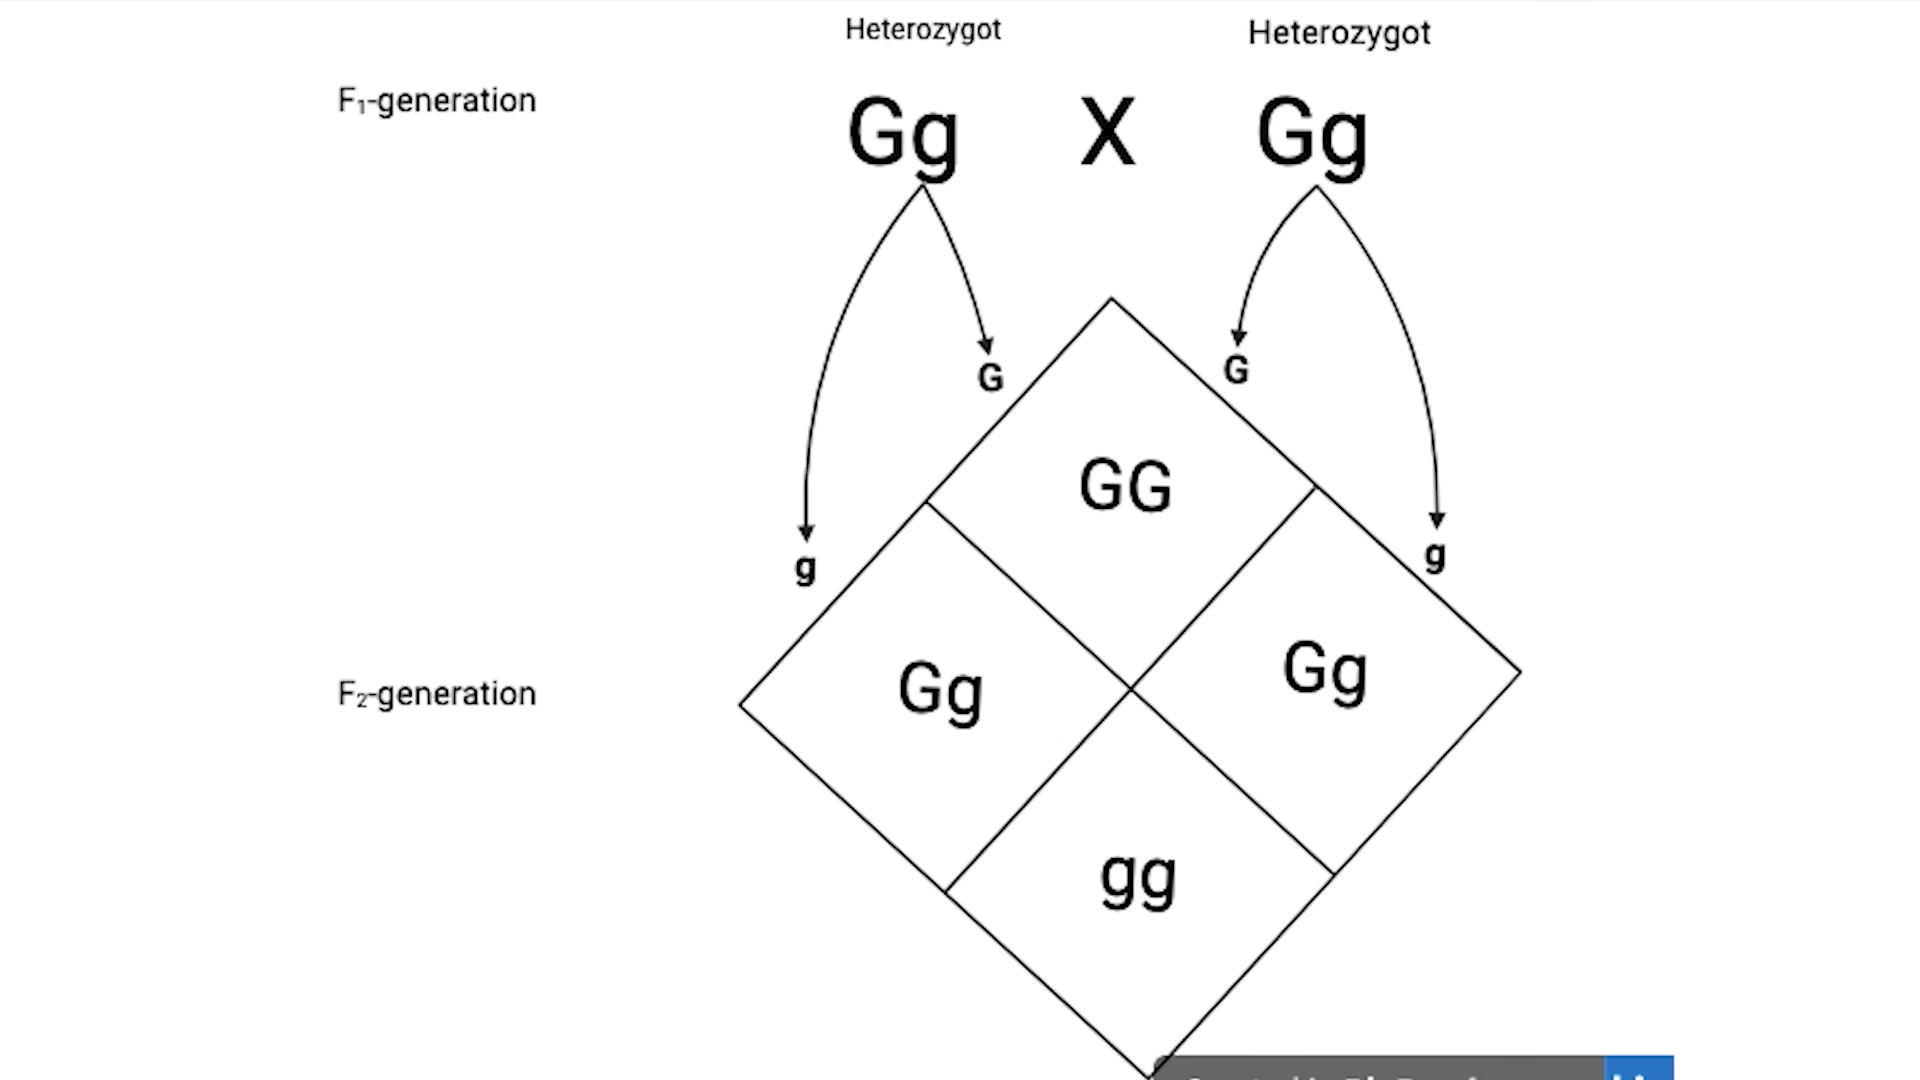 Heterozygot Heterozygot
F₁-generation Gg X Gg
G G
g g
GG
Gg Gg
F₂-generation
gg